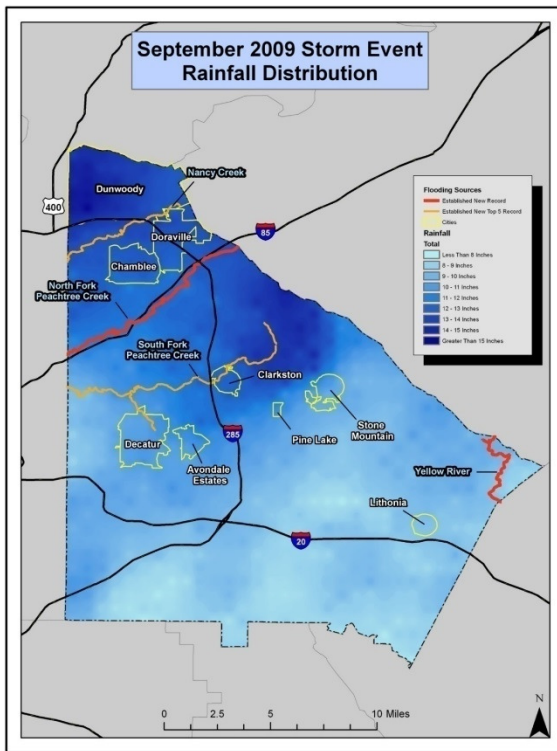 September 2009 Storm Event
Rainfall Distribution
Nancy Creek
Dunwoody
400
Doraville
85
Chamblee
North Fork
Peachtree Creek
South Fork
Peachtree Creek
Clarkston
Stone
Mountain
285
Pine Lake
Decatur
Avondale
Estates
Yellow River
Lithonia
20
Flooding Sources
Established New Record
Established New Top 5 Record
Cities
Rainfall
Total
Less Than 8 Inches
8 - 9 Inches
9 - 10 Inches
10 - 11 Inches
11 - 12 Inches
12 - 13 Inches
13 - 14 Inches
14 - 15 Inches
Greater Than 15 Inches
N
0 2.5 5 10 Miles